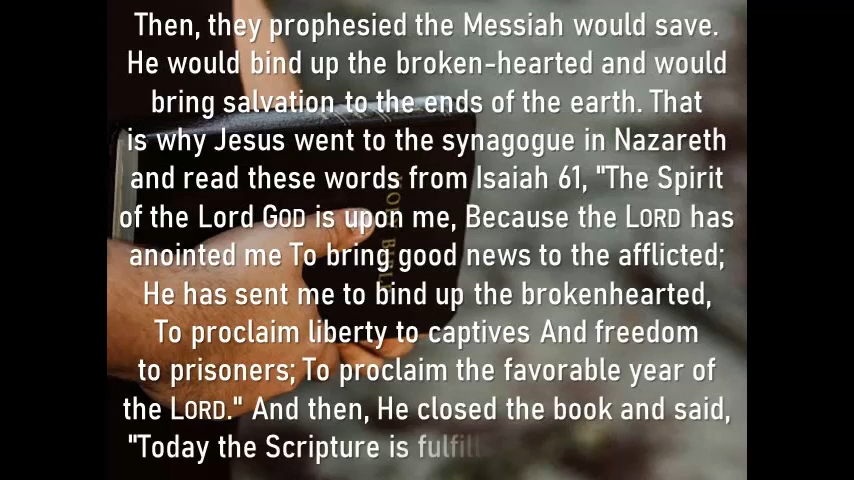 Then, they prophesied the Messiah would save.
He would bind up the broken-hearted and would
bring salvation to the ends of the earth. That
is why Jesus went to the synagogue in Nazareth
and read these words from Isaiah 61, "The Spirit
of the Lord GOD is upon me, Because the LORD has
anointed me To bring good news to the afflicted;
He has sent me to bind up the brokenhearted,
To proclaim liberty to captives And freedom
to prisoners; To proclaim the favorable year of
the LORD." And then, He closed the book and said,
"Today the Scripture is
HOLY BIBLE